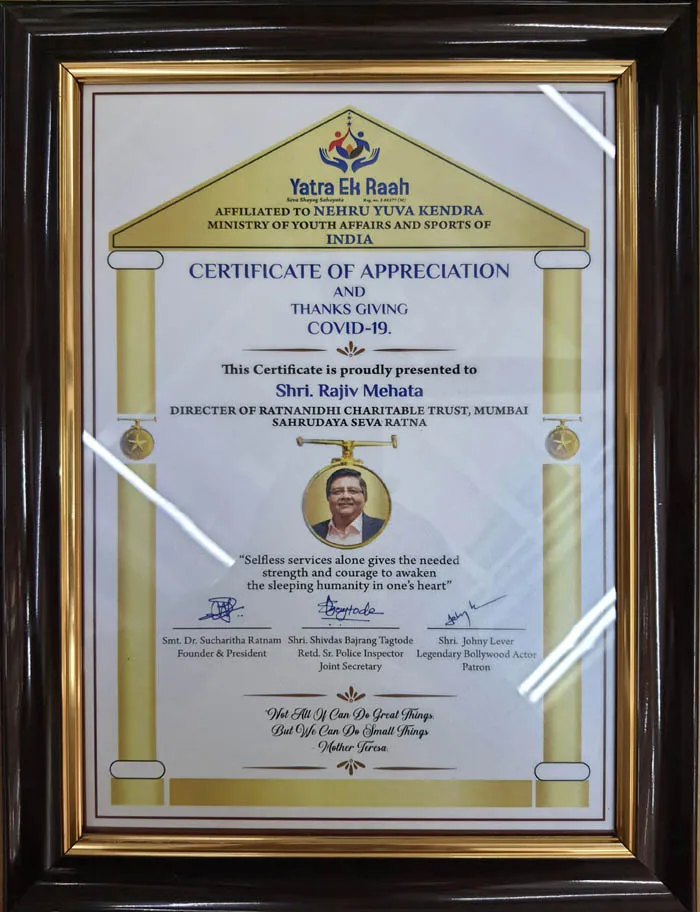 Yatra Ek Raah
Seva Shayog Sahayata
AFFILIATED TO NEHRU YUVA KENDRA
MINISTRY OF YOUTH AFFAIRS AND SPORTS OF
INDIA
CERTIFICATE OF APPRECIATION
AND
THANKS GIVING
COVID-19.
This Certificate is proudly presented to
Shri. Rajiv Mehata
DIRECTER OF RATNANIDHI CHARITABLE TRUST, MUMBAI
SAHRUDAYA SEVA RATNA
“Selfless services alone gives the needed
strength and courage to awaken
the sleeping humanity in one's heart”
Smt. Dr. Sucharitha Ratnam Shri. Shivdas Bajrang Tagtode Shri. Johny Lever
Founder & President Retd. Sr. Police Inspector Legendary Bollywood Actor
Joint Secretary Patron
"Not All Of Can Do Great Things
But We Can Do Small Things
- Mother Teresa.